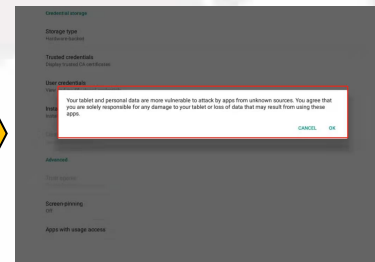 Credential storage
Storage type
Hardware-backed
Trusted credentials
Display trusted CA certificates
User credentials
Your tablet and personal data are more vulnerable to attack by apps from unknown sources. You agree that
you are solely responsible for any damage to your tablet or loss of data that may result from using these
apps.
CANCEL OK
Advanced
Trust agents
Screen pinning
Off
Apps with usage access